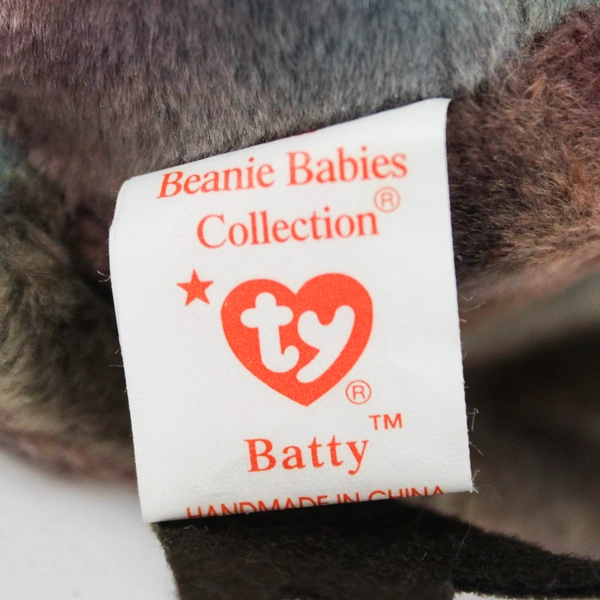 Beanie Babies
Collection®
ty®
Batty™
HANDMADE IN CHINA